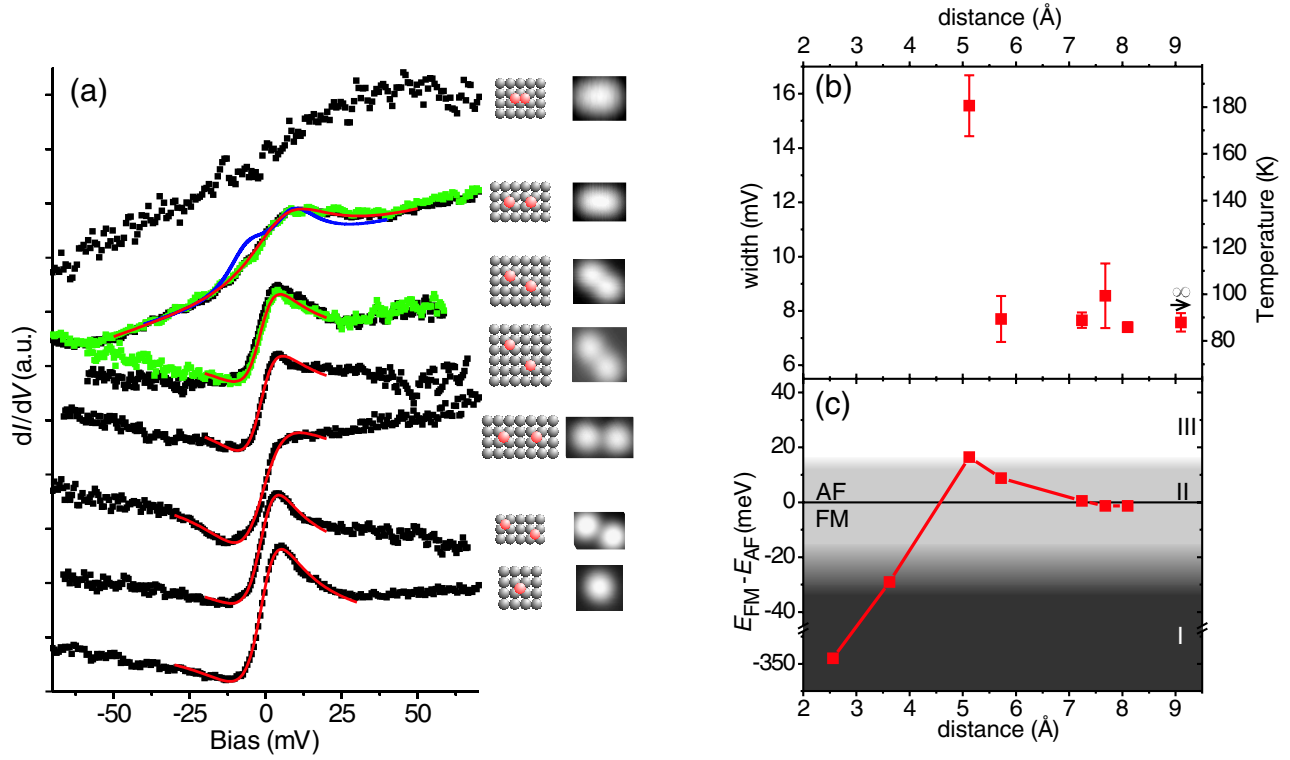 (a)
dI/dV (a.u.)
-50 -25 0 25 50
Bias (mV)
distance (Å)
2 3 4 5 6 7 8 9
(b)
16
14
12
10
8
6
width (mV)
180
160
140
120
100
80
Temperature (K)
∞
(c)
40
20
0
-20
-40
-350
E_FM - E_AF (meV)
III
AF
II
FM
I
2 3 4 5 6 7 8 9
distance (Å)